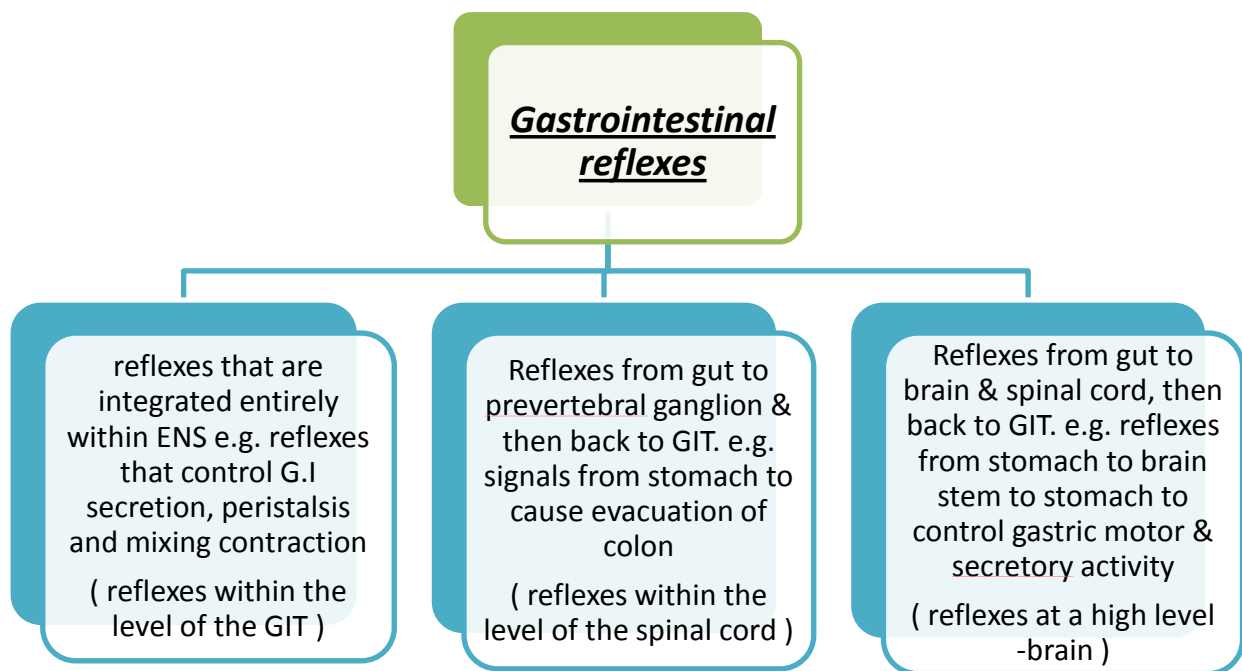 Gastrointestinal
reflexes
reflexes that are
integrated entirely
within ENS e.g. reflexes
that control G.I
secretion, peristalsis
and mixing contraction
( reflexes within the
level of the GIT )
Reflexes from gut to
prevertebral ganglion &
then back to GIT. e.g.
signals from stomach to
cause evacuation of
colon
( reflexes within the
level of the spinal cord )
Reflexes from gut to
brain & spinal cord, then
back to GIT. e.g. reflexes
from stomach to brain
stem to stomach to
control gastric motor &
secretory activity
( reflexes at a high level
-brain )